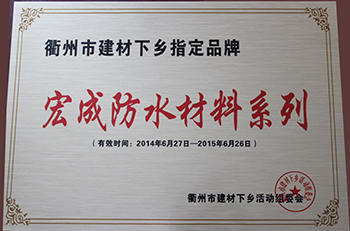 衢州市建材下乡指定品牌
宏成防水材料系列
（有效时间：2014年6月27日—2015年6月26日）
衢州市建材下乡活动组委会